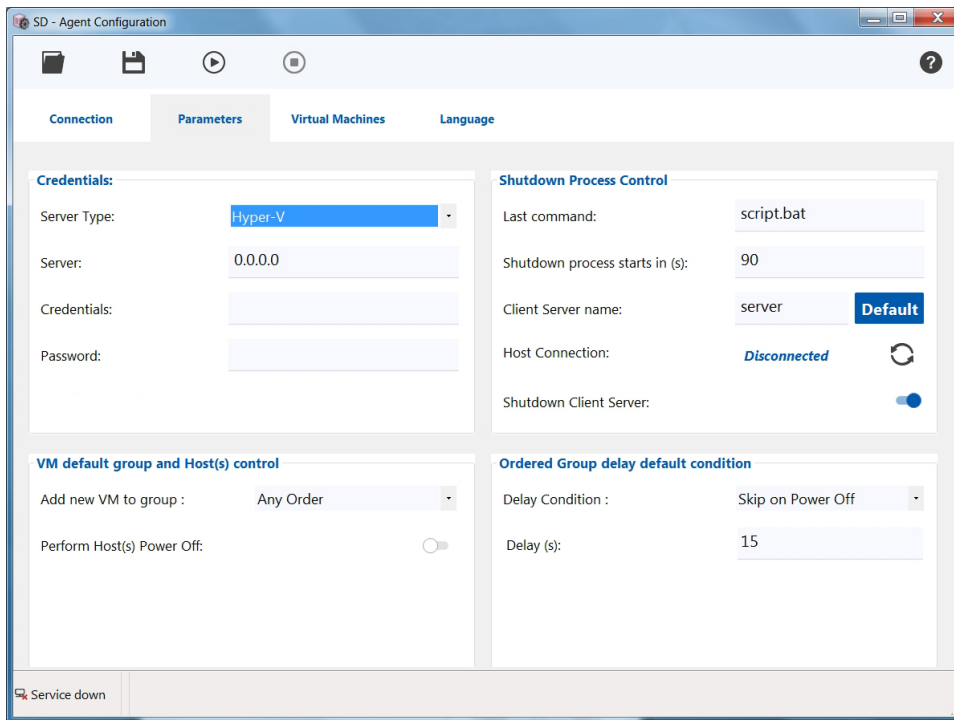 SD - Agent Configuration
Connection
Parameters
Virtual Machines
Language
Credentials:
Server Type:
Hyper-V
Server:
0.0.0.0
Credentials:
Password:
Shutdown Process Control
Last command:
script.bat
Shutdown process starts in (s):
90
Client Server name:
server
Default
Host Connection:
Disconnected
Shutdown Client Server:
VM default group and Host(s) control
Add new VM to group :
Any Order
Perform Host(s) Power Off:
Ordered Group delay default condition
Delay Condition :
Skip on Power Off
Delay (s):
15
Service down